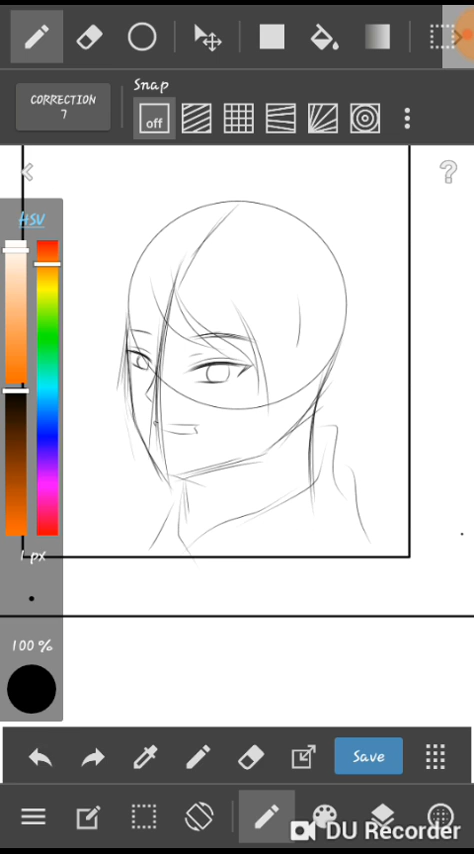 Snap
CORRECTION
7
off
?
HSV
1 px
100 %
Save
DU Recorder